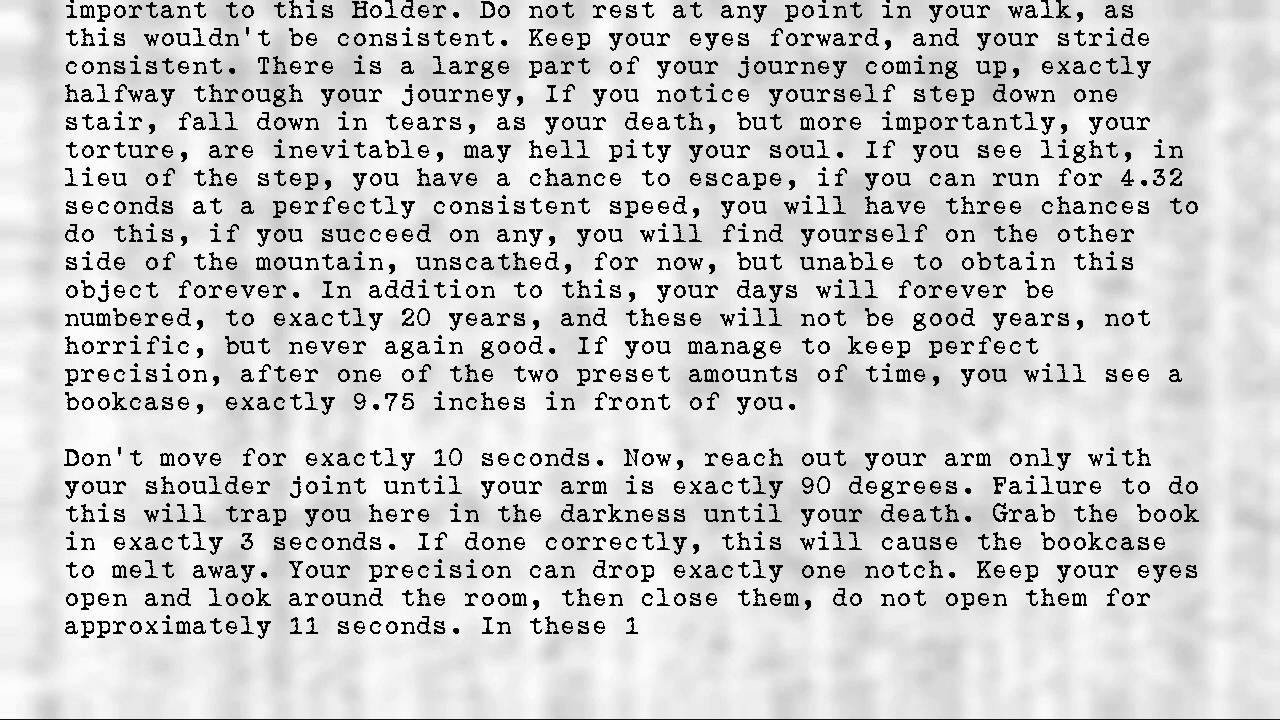 important to this Holder. Do not rest at any point in your walk, as
this wouldn't be consistent. Keep your eyes forward, and your stride
consistent. There is a large part of your journey coming up, exactly
halfway through your journey, If you notice yourself step down one
stair, fall down in tears, as your death, but more importantly, your
torture, are inevitable, may hell pity your soul. If you see light, in
lieu of the step, you have a chance to escape, if you can run for 4.32
seconds at a perfectly consistent speed, you will have three chances to
do this, if you succeed on any, you will find yourself on the other
side of the mountain, unscathed, for now, but unable to obtain this
object forever. In addition to this, your days will forever be
numbered, to exactly 20 years, and these will not be good years, not
horrific, but never again good. If you manage to keep perfect
precision, after one of the two preset amounts of time, you will see a
bookcase, exactly 9.75 inches in front of you.

Don't move for exactly 10 seconds. Now, reach out your arm only with
your shoulder joint until your arm is exactly 90 degrees. Failure to do
this will trap you here in the darkness until your death. Grab the book
in exactly 3 seconds. If done correctly, this will cause the bookcase
to melt away. Your precision can drop exactly one notch. Keep your eyes
open and look around the room, then close them, do not open them for
approximately 11 seconds. In these 1